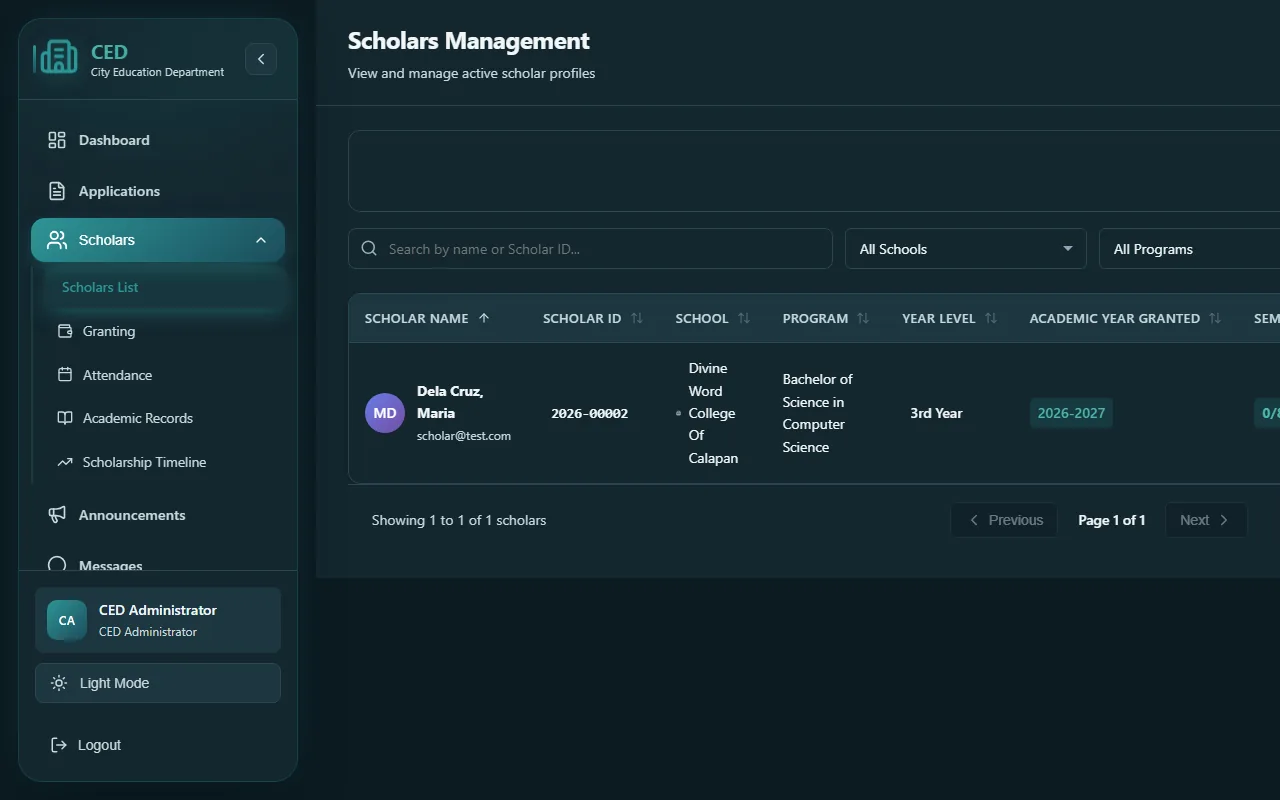 CED
City Education Department
Dashboard
Applications
Scholars
Scholars List
Granting
Attendance
Academic Records
Scholarship Timeline
Announcements
Messages
CA
CED Administrator
CED Administrator
Light Mode
Logout
Scholars Management
View and manage active scholar profiles
Search by name or Scholar ID...
All Schools
All Programs
SCHOLAR NAME
SCHOLAR ID
SCHOOL
PROGRAM
YEAR LEVEL
ACADEMIC YEAR GRANTED
SEM
MD
Dela Cruz,
Maria
scholar@test.com
2026-00002
Divine
Word
College
Of
Calapan
Bachelor of
Science in
Computer
Science
3rd Year
2026-2027
0/
Showing 1 to 1 of 1 scholars
Previous
Page 1 of 1
Next